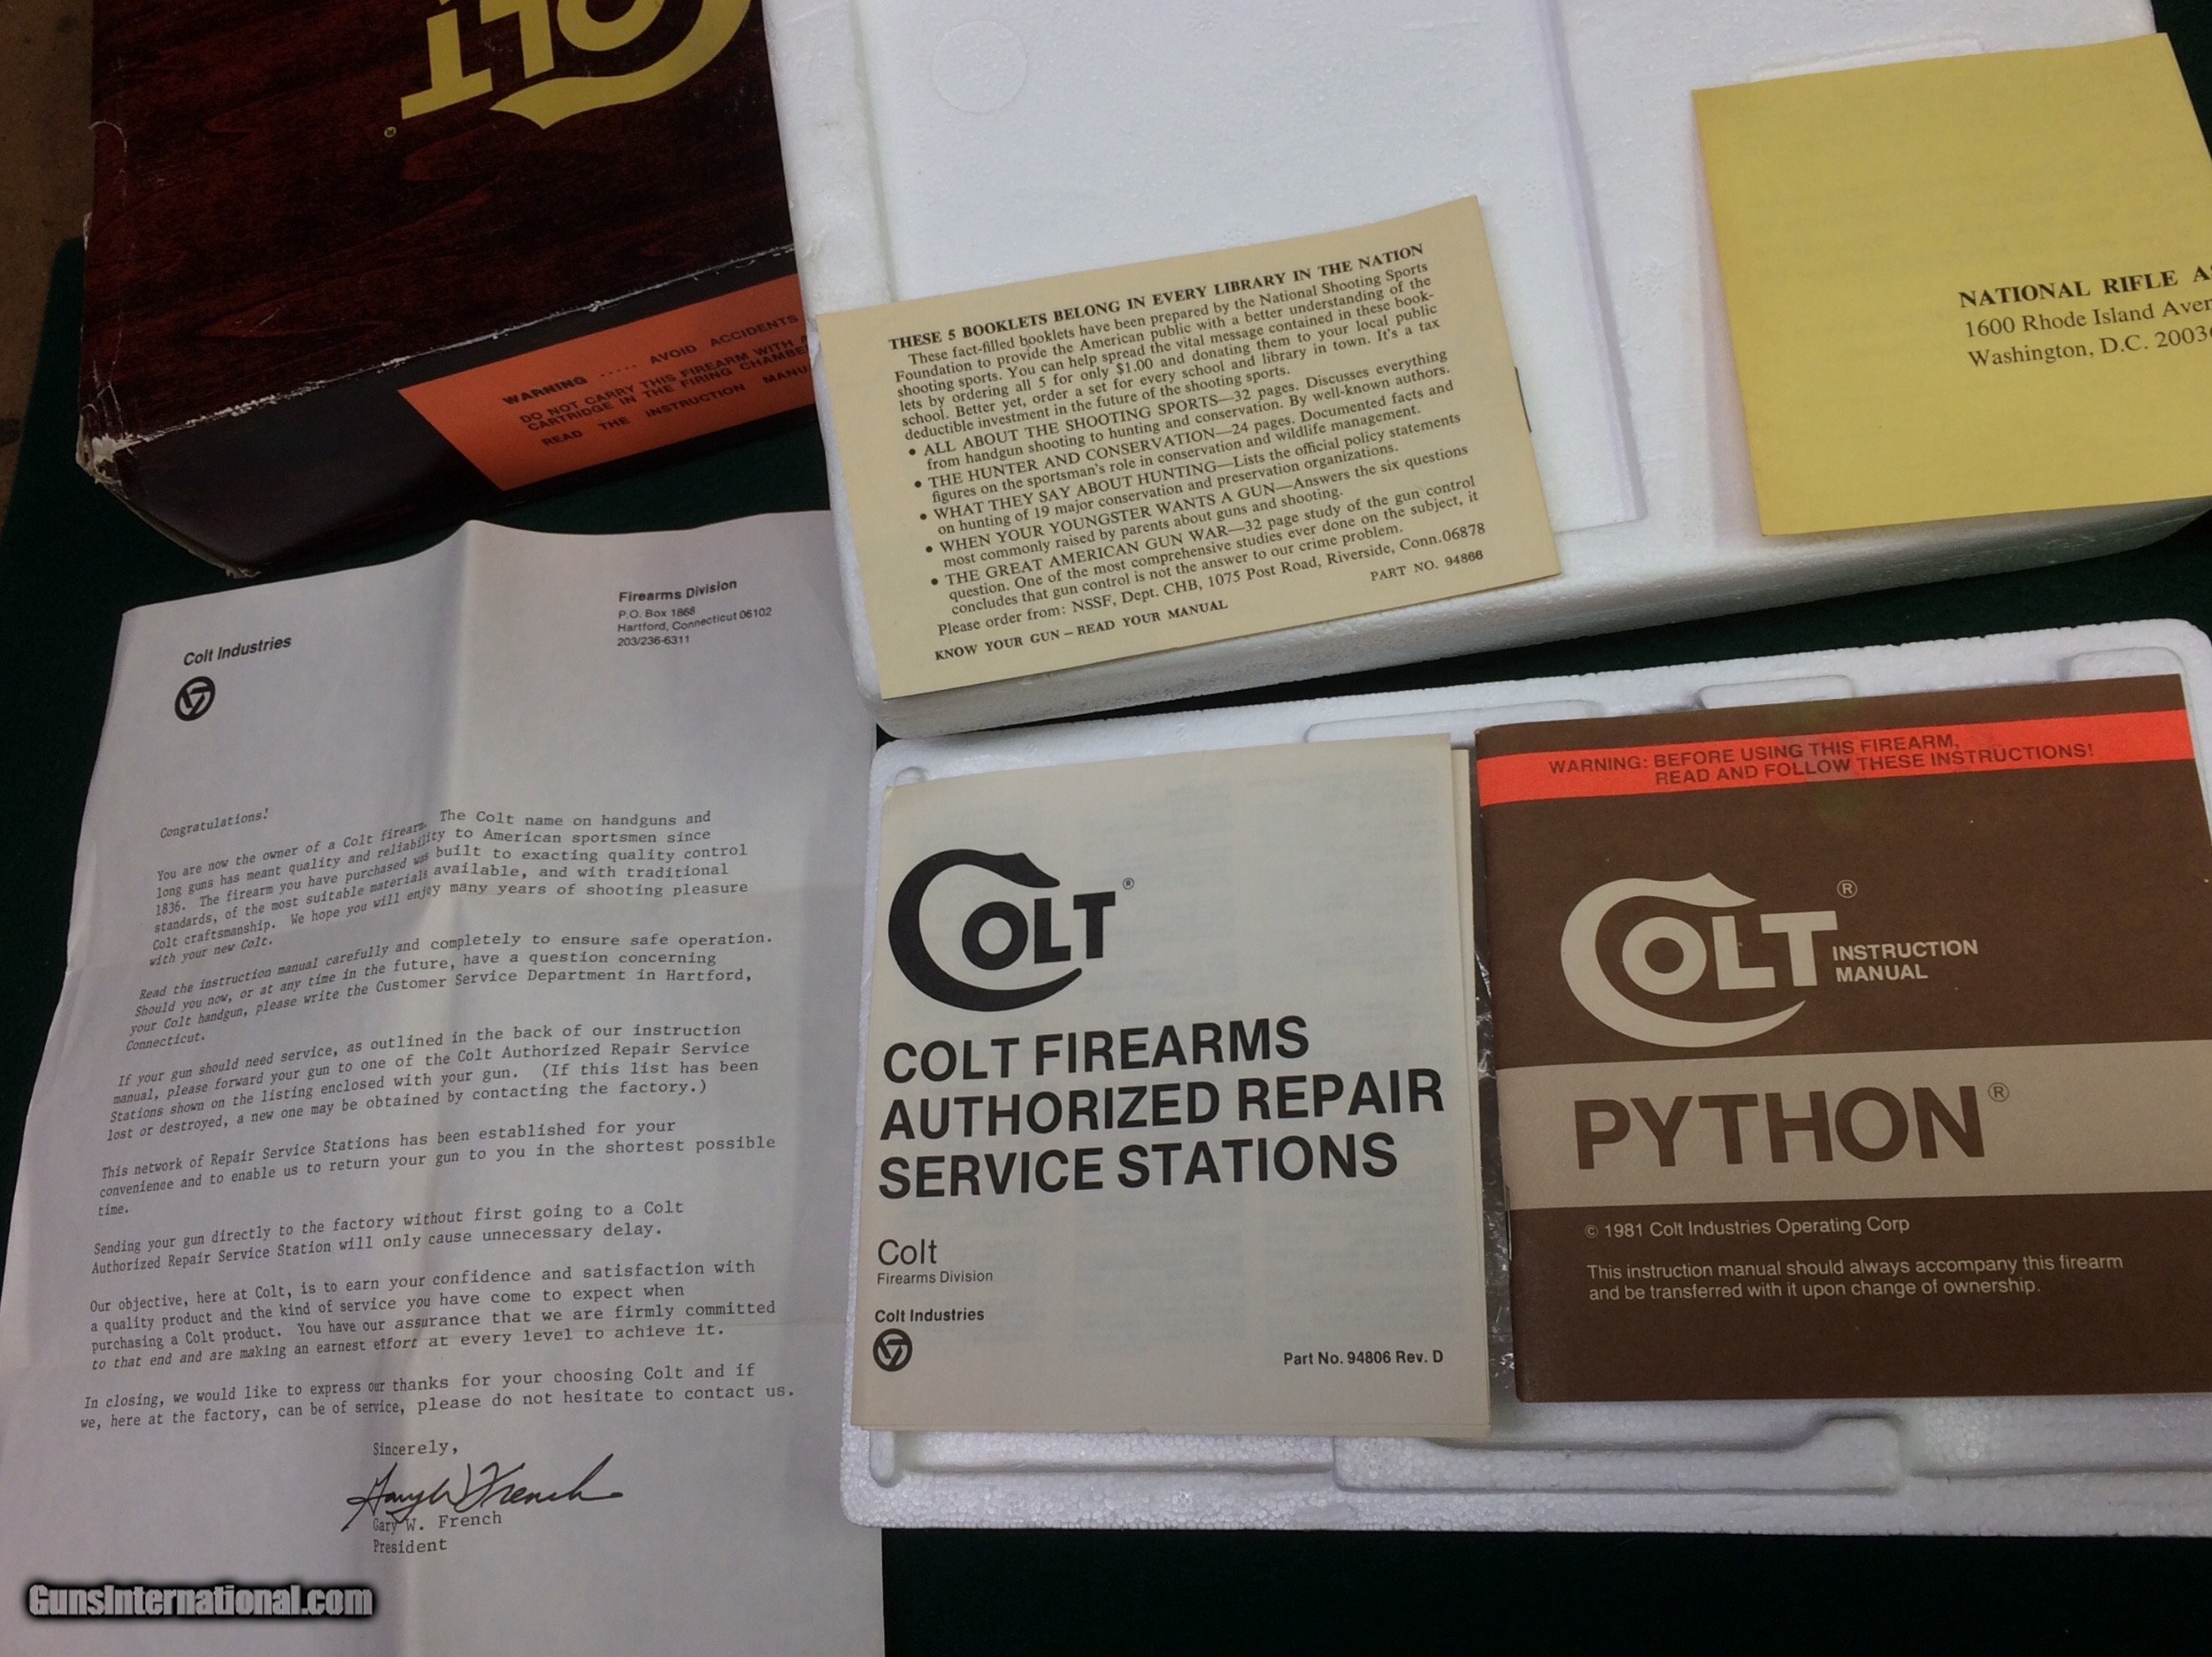 COLT
WARNING ..... AVOID ACCIDENTS
DO NOT CARRY THIS FIREARM WITH A
CARTRIDGE IN THE FIRING CHAMBE
READ THE INSTRUCTION MANU
THESE 5 BOOKLETS BELONG IN EVERY LIBRARY IN THE NATION
These fact-filled booklets have been prepared by the National Shooting Sports
Foundation to provide the American public with a better understanding of the
shooting sports. You can help spread the vital message contained in these book-
lets by ordering all 5 for only $1.00 and donating them to your local public
school. Better yet, order a set for every school and library in town. It's a tax
deductible investment in the future of the shooting sports.
• ALL ABOUT THE SHOOTING SPORTS—32 pages. Discusses everything
from handgun shooting to hunting and conservation. By well-known authors.
• THE HUNTER AND CONSERVATION—24 pages. Documented facts and
figures on the sportsman's role in conservation and wildlife management.
• WHAT THEY SAY ABOUT HUNTING—Lists the official policy statements
on hunting of 19 major conservation and preservation organizations.
• WHEN YOUR YOUNGSTER WANTS A GUN—Answers the six questions
most commonly raised by parents about guns and shooting.
• THE GREAT AMERICAN GUN WAR—32 page study of the gun control
question. One of the most comprehensive studies ever done on the subject, it
concludes that gun control is not the answer to our crime problem.
Please order from: NSSF, Dept. CHB, 1075 Post Road, Riverside, Conn.06878
PART NO. 94866
KNOW YOUR GUN – READ YOUR MANUAL
NATIONAL RIFLE A
1600 Rhode Island Aven
Washington, D.C. 2003
Colt Industries
Firearms Division
P.O. Box 1868
Hartford, Connecticut 06102
203/236-6311
Congratulations!
You are now the owner of a Colt firearm. The Colt name on handguns and
long guns has meant quality and reliability to American sportsmen since
1836. The firearm you have purchased was built to exacting quality control
standards, of the most suitable materials available, and with traditional
Colt craftsmanship. We hope you will enjoy many years of shooting pleasure
with your new Colt.
Read the instruction manual carefully and completely to ensure safe operation.
Should you now, or at any time in the future, have a question concerning
your Colt handgun, please write the Customer Service Department in Hartford,
Connecticut.
If your gun should need service, as outlined in the back of our instruction
manual, please forward your gun to one of the Colt Authorized Repair Service
Stations shown on the listing enclosed with your gun. (If this list has been
lost or destroyed, a new one may be obtained by contacting the factory.)
This network of Repair Service Stations has been established for your
convenience and to enable us to return your gun to you in the shortest possible
time.
Sending your gun directly to the factory without first going to a Colt
Authorized Repair Service Station will only cause unnecessary delay.
Our objective, here at Colt, is to earn your confidence and satisfaction with
a quality product and the kind of service you have come to expect when
purchasing a Colt product. You have our assurance that we are firmly committed
to that end and are making an earnest effort at every level to achieve it.
In closing, we would like to express our thanks for your choosing Colt and if
we, here at the factory, can be of service, please do not hesitate to contact us.
Sincerely,
Gary W. French
Gary W. French
President
COLT®
COLT FIREARMS
AUTHORIZED REPAIR
SERVICE STATIONS
Colt
Firearms Division
Colt Industries
Part No. 94806 Rev. D
WARNING: BEFORE USING THIS FIREARM,
READ AND FOLLOW THESE INSTRUCTIONS!
COLT®
INSTRUCTION
MANUAL
PYTHON®
© 1981 Colt Industries Operating Corp
This instruction manual should always accompany this firearm
and be transferred with it upon change of ownership.
GunsInternational.com